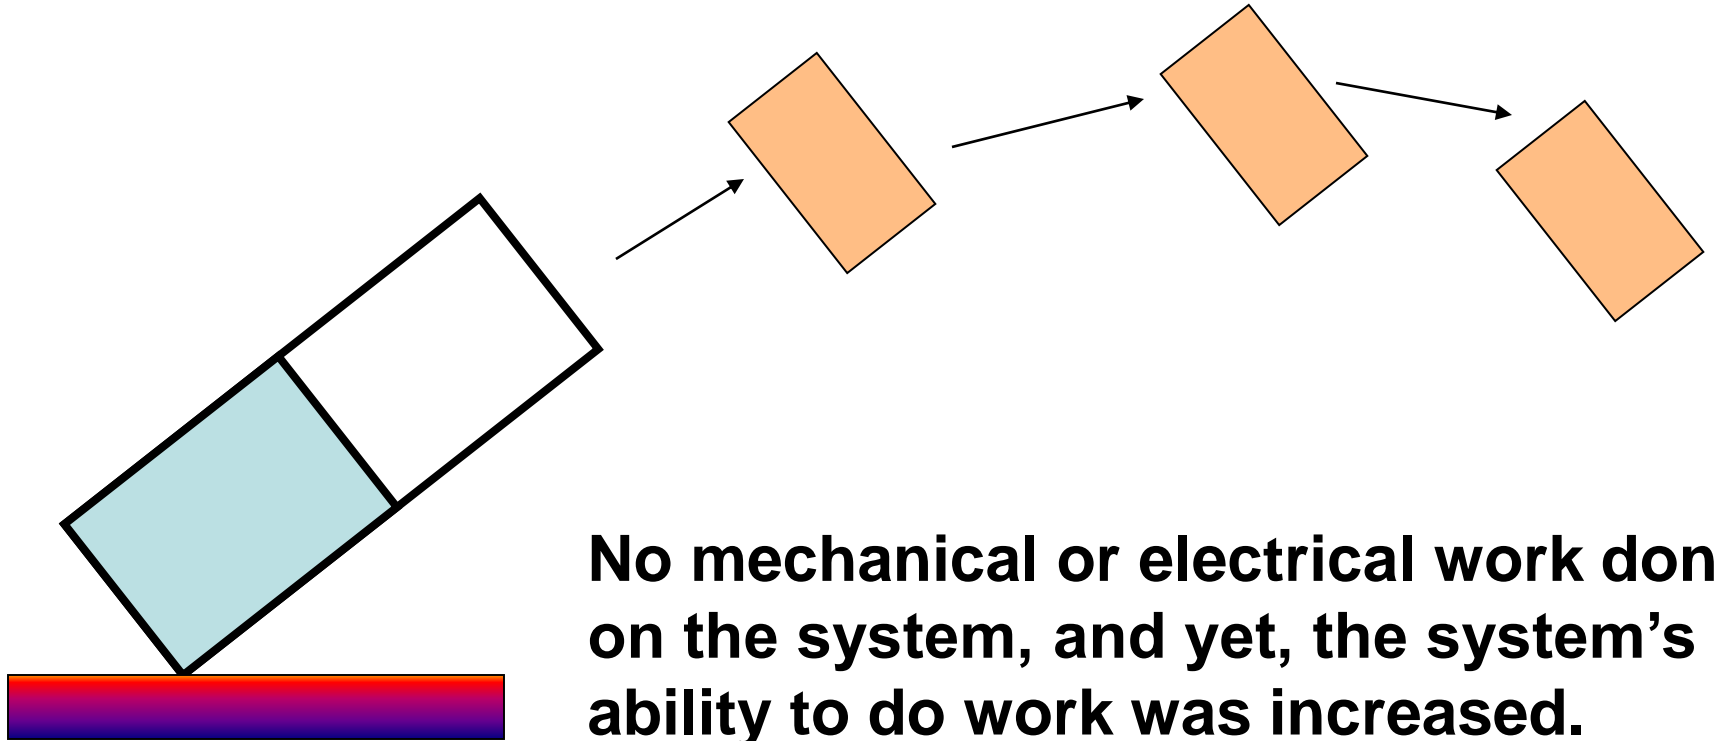 No mechanical or electrical work don
on the system, and yet, the system’s
ability to do work was increased.